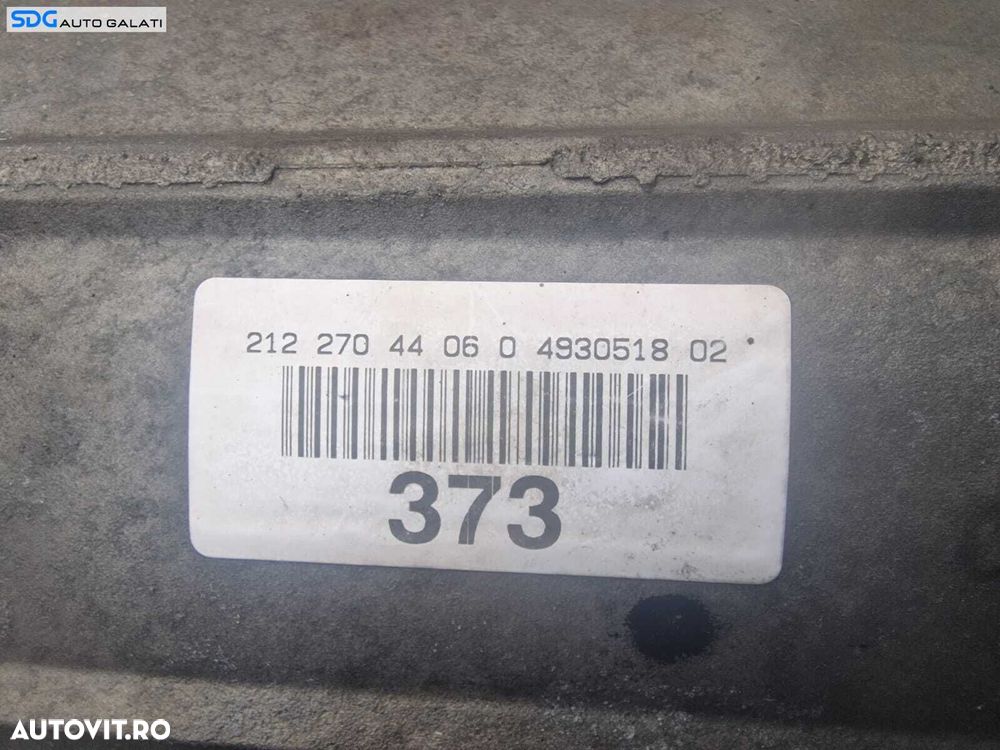 SDG AUTO GALATI
212 270 44 06 0 4930518 02
373
AUTOVIT.RO